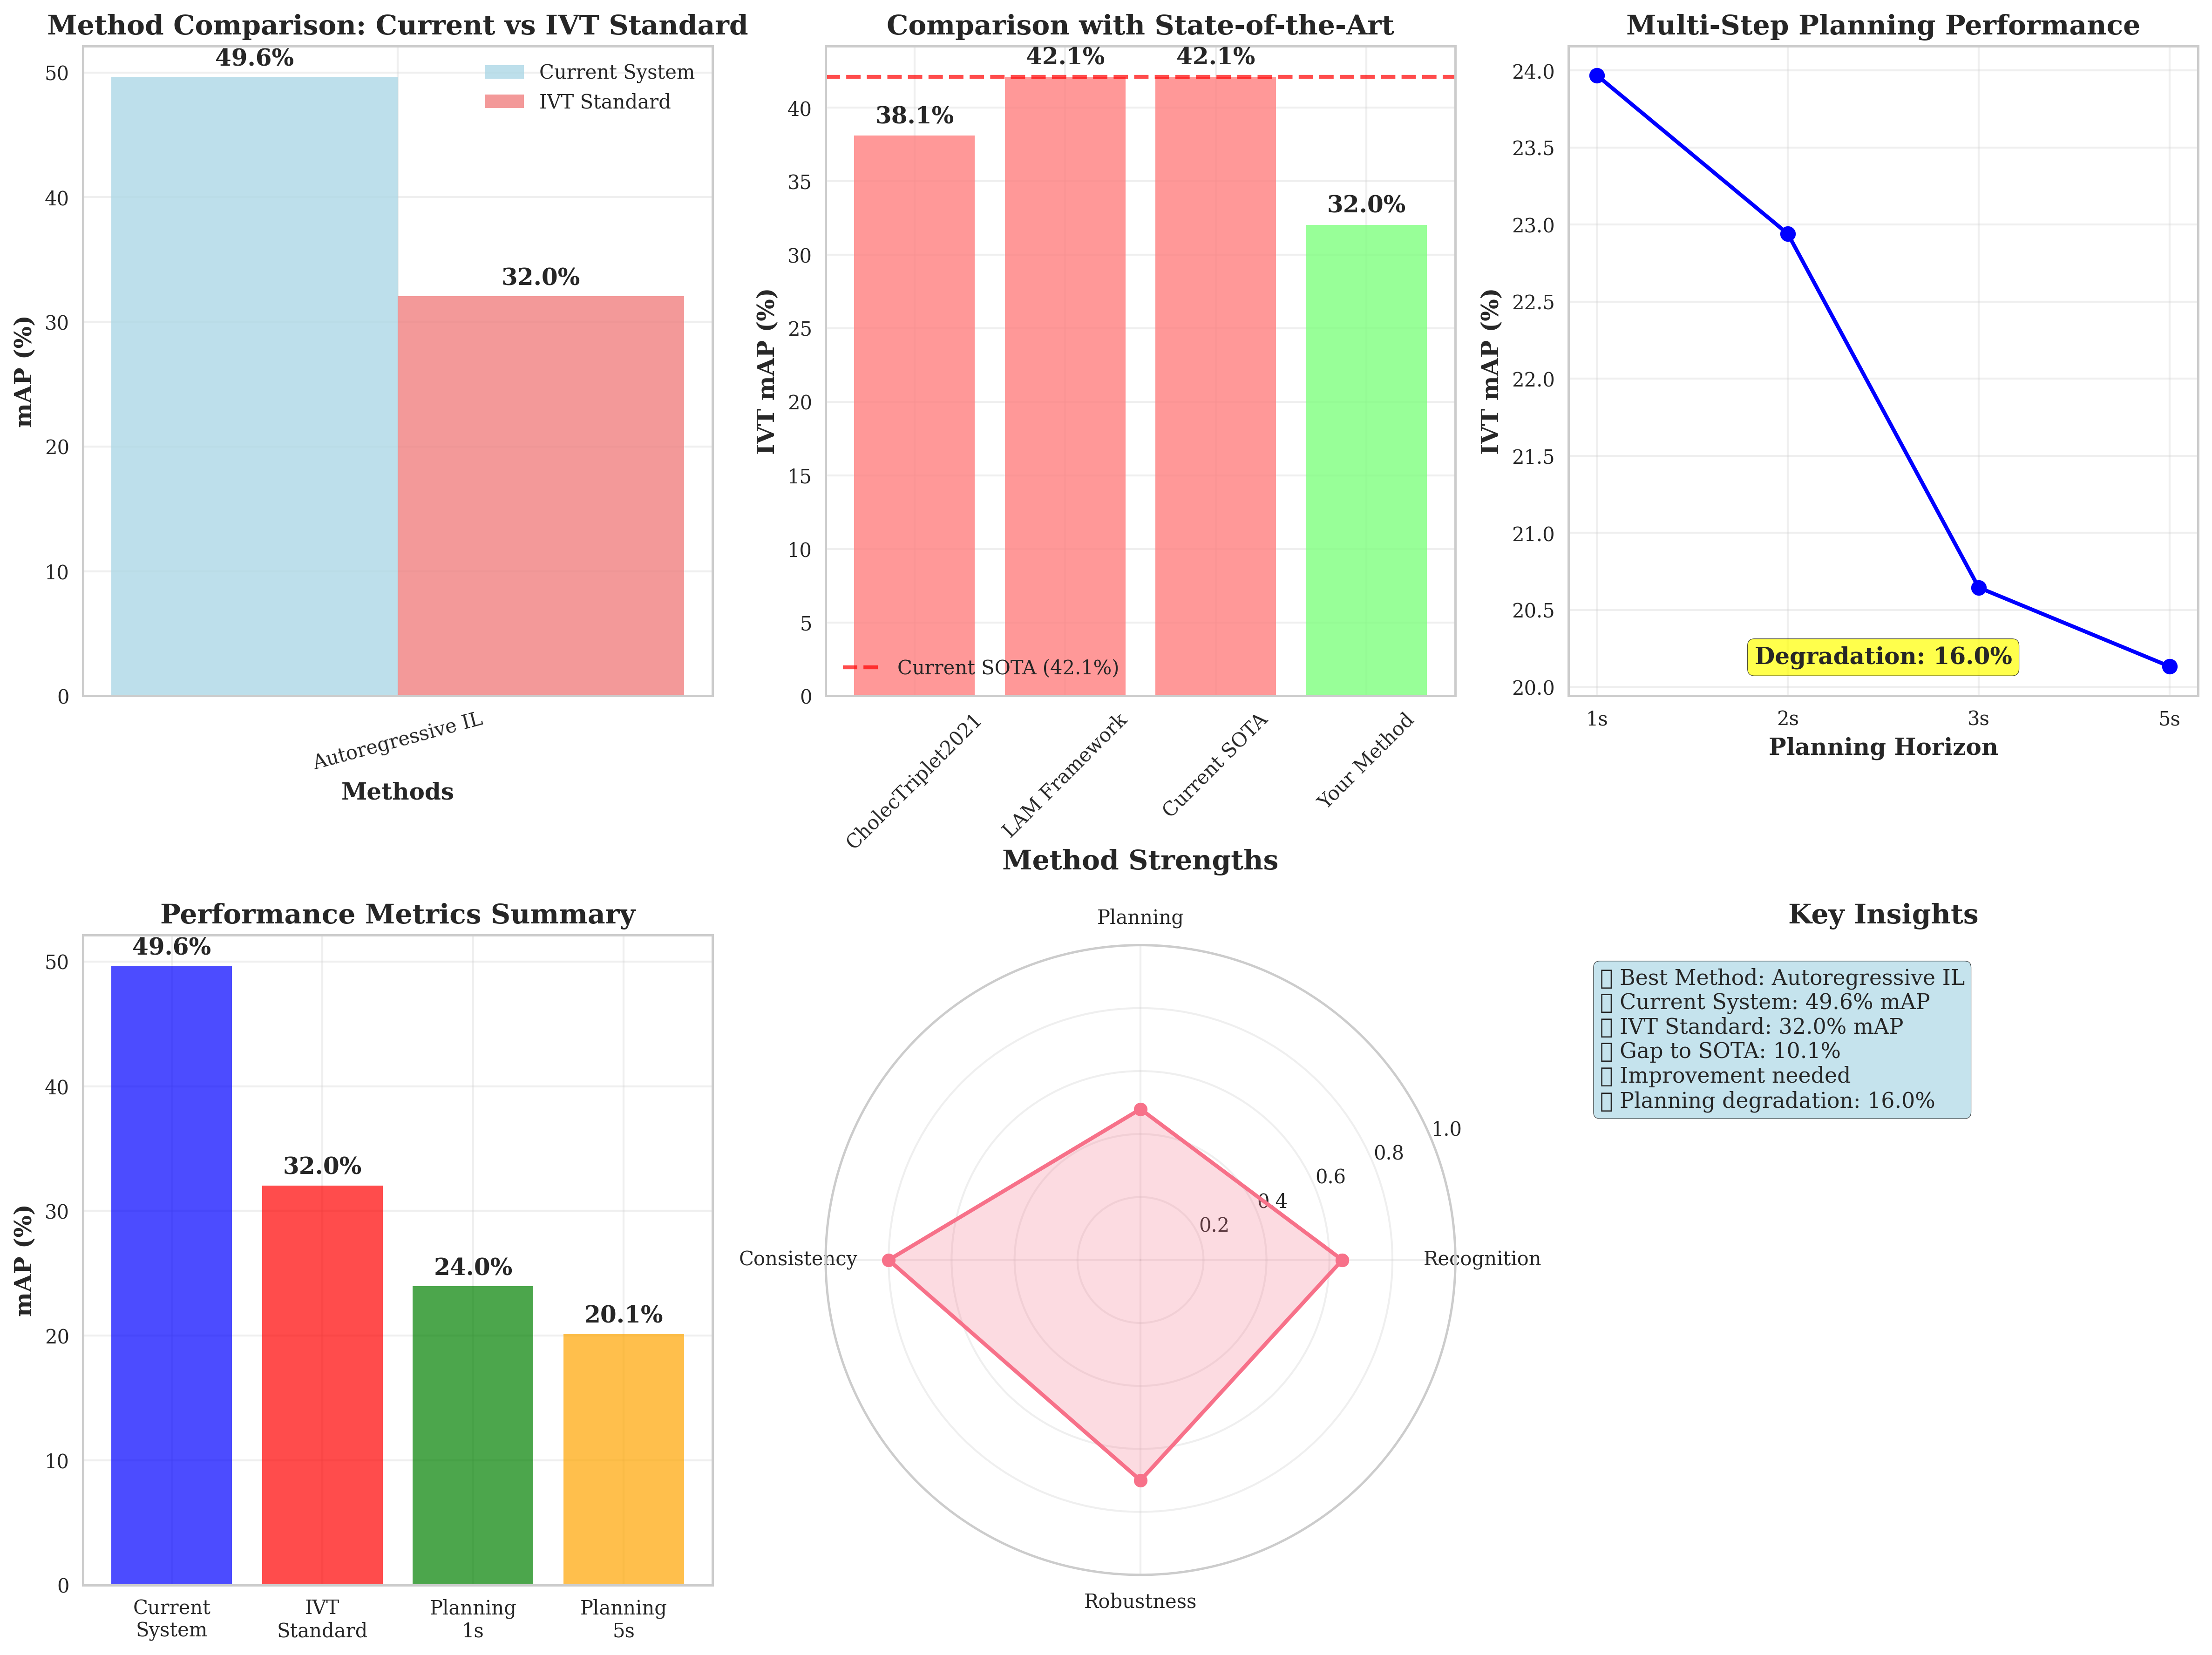 Method Comparison: Current vs IVT Standard
49.6%
Current System
IVT Standard
32.0%
50
40
30
20
10
0
mAP (%)
Autoregressive IL
Methods
Comparison with State-of-the-Art
42.1%
42.1%
38.1%
32.0%
40
35
30
25
20
15
10
5
0
IVT mAP (%)
Current SOTA (42.1%)
CholecTriplet2021
LAM Framework
Current SOTA
Your Method
Multi-Step Planning Performance
24.0
23.5
23.0
22.5
22.0
21.5
21.0
20.5
20.0
IVT mAP (%)
Degradation: 16.0%
1s
2s
3s
5s
Planning Horizon
Performance Metrics Summary
49.6%
32.0%
24.0%
20.1%
50
40
30
20
10
0
mAP (%)
Current
System
IVT
Standard
Planning
1s
Planning
5s
Method Strengths
Planning
1.0
0.8
0.6
0.4
0.2
Consistency
Recognition
Robustness
Key Insights
Best Method: Autoregressive IL
Current System: 49.6% mAP
IVT Standard: 32.0% mAP
Gap to SOTA: 10.1%
Improvement needed
Planning degradation: 16.0%